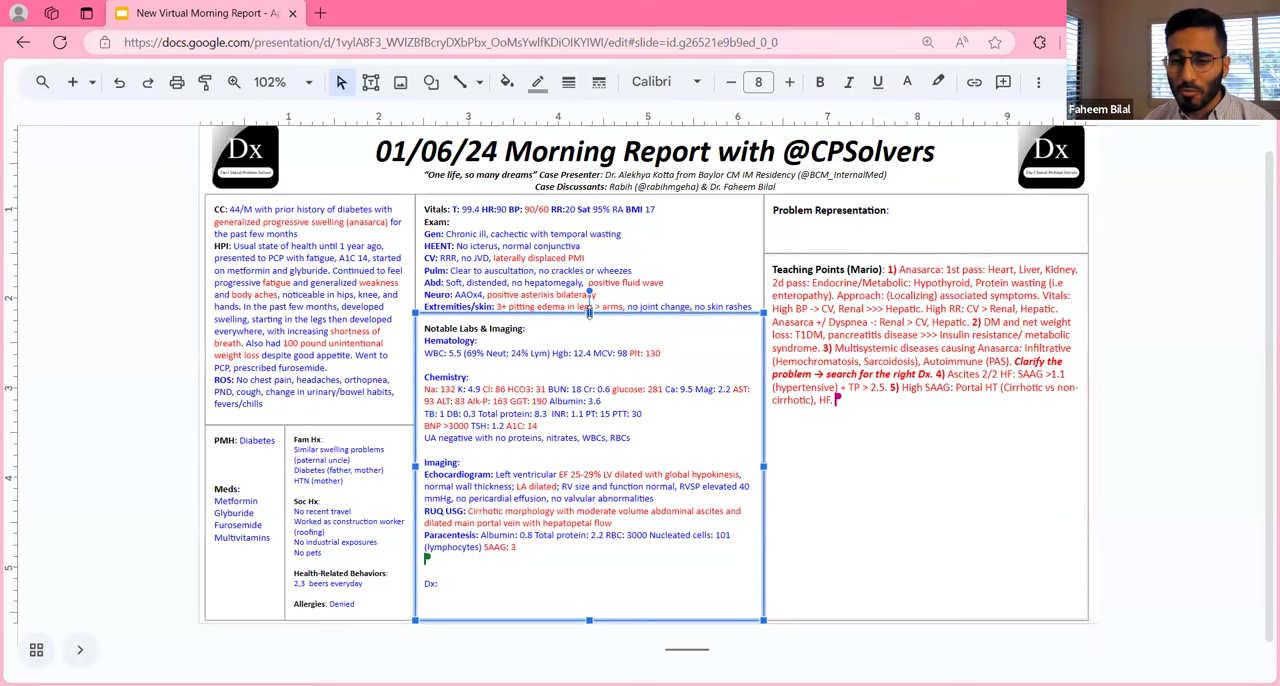 New Virtual Morning Report - Ap
https://docs.google.com/presentation/d/1vylA8F3_WVlZBfBcryDXbPbx_OoMsYwlfKDiOIKYlWI/edit#slide=id.g26521e9b9ed_0_0
102%
Calibri
8
B I U A
Faheem Bilal
1 2 3 4 5 6 7 8 9
Dx
The Clinical Problem Solvers
01/06/24 Morning Report with @CPSolvers
"One life, so many dreams" Case Presenter: Dr. Alekhya Kotta from Baylor CM IM Residency (@BCM_InternalMed)
Case Discussants: Rabih (@rabihmgeha) & Dr. Faheem Bilal
Dx
The Clinical Problem Solvers
CC: 44/M with prior history of diabetes with
generalized progressive swelling (anasarca) for
the past few months
HPI: Usual state of health until 1 year ago,
presented to PCP with fatigue, A1C 14, started
on metformin and glyburide. Continued to feel
progressive fatigue and generalized weakness
and body aches, noticeable in hips, knee, and
hands. In the past few months, developed
swelling, starting in the legs then developed
everywhere, with increasing shortness of
breath. Also had 100 pound unintentional
weight loss despite good appetite. Went to
PCP, prescribed furosemide.
ROS: No chest pain, headaches, orthopnea,
PND, cough, change in urinary/bowel habits,
fevers/chills
PMH: Diabetes
Meds:
Metformin
Glyburide
Furosemide
Multivitamins
Fam Hx:
Similar swelling problems
(paternal uncle)
Diabetes (father, mother)
HTN (mother)
Soc Hx:
No recent travel
Worked as construction worker
(roofing)
No industrial exposures
No pets
Health-Related Behaviors:
2,3 beers everyday
Allergies: Denied
Vitals: T: 99.4 HR:90 BP: 90/60 RR:20 Sat 95% RA BMI 17
Exam:
Gen: Chronic ill, cachectic with temporal wasting
HEENT: No icterus, normal conjunctiva
CV: RRR, no JVD, laterally displaced PMI
Pulm: Clear to auscultation, no crackles or wheezes
Abd: Soft, distended, no hepatomegaly, positive fluid wave
Neuro: AAOx4, positive asterixis bilaterally
Extremities/skin: 3+ pitting edema in legs > arms, no joint change, no skin rashes
Notable Labs & Imaging:
Hematology:
WBC: 5.5 (69% Neut; 24% Lym) Hgb: 12.4 MCV: 98 Plt: 130
Chemistry:
Na: 132 K: 4.9 Cl: 86 HCO3: 31 BUN: 18 Cr: 0.6 glucose: 281 Ca: 9.5 Mag: 2.2 AST:
93 ALT: 83 Alk-P: 163 GGT: 190 Albumin: 3.6
TB: 1 DB: 0.3 Total protein: 8.3 INR: 1.1 PT: 15 PTT: 30
BNP >3000 TSH: 1.2 A1C: 14
UA negative with no proteins, nitrates, WBCs, RBCs
Imaging:
Echocardiogram: Left ventricular EF 25-29% LV dilated with global hypokinesis,
normal wall thickness; LA dilated; RV size and function normal, RVSP elevated 40
mmHg, no pericardial effusion, no valvular abnormalities
RUQ USG: Cirrhotic morphology with moderate volume abdominal ascites and
dilated main portal vein with hepatopetal flow
Paracentesis: Albumin: 0.8 Total protein: 2.2 RBC: 3000 Nucleated cells: 101
(lymphocytes) SAAG: 3
Dx:
Problem Representation:
Teaching Points (Mario): 1) Anasarca: 1st pass: Heart, Liver, Kidney.
2d pass: Endocrine/Metabolic: Hypothyroid, Protein wasting (i.e
enteropathy). Approach: (Localizing) associated symptoms. Vitals:
High BP -> CV, Renal >>> Hepatic. High RR: CV > Renal, Hepatic.
Anasarca +/ Dyspnea -: Renal > CV, Hepatic. 2) DM and net weight
loss: T1DM, pancreatitis disease >>> Insulin resistance/ metabolic
syndrome. 3) Multisystemic diseases causing Anasarca: Infiltrative
(Hemochromatosis, Sarcoidosis), Autoimmune (PAS). Clarify the
problem → search for the right Dx. 4) Ascites 2/2 HF: SAAG >1.1
(hypertensive) + TP > 2.5. 5) High SAAG: Portal HT (Cirrhotic vs non-
cirrhotic), HF.
1
2
3
4
5